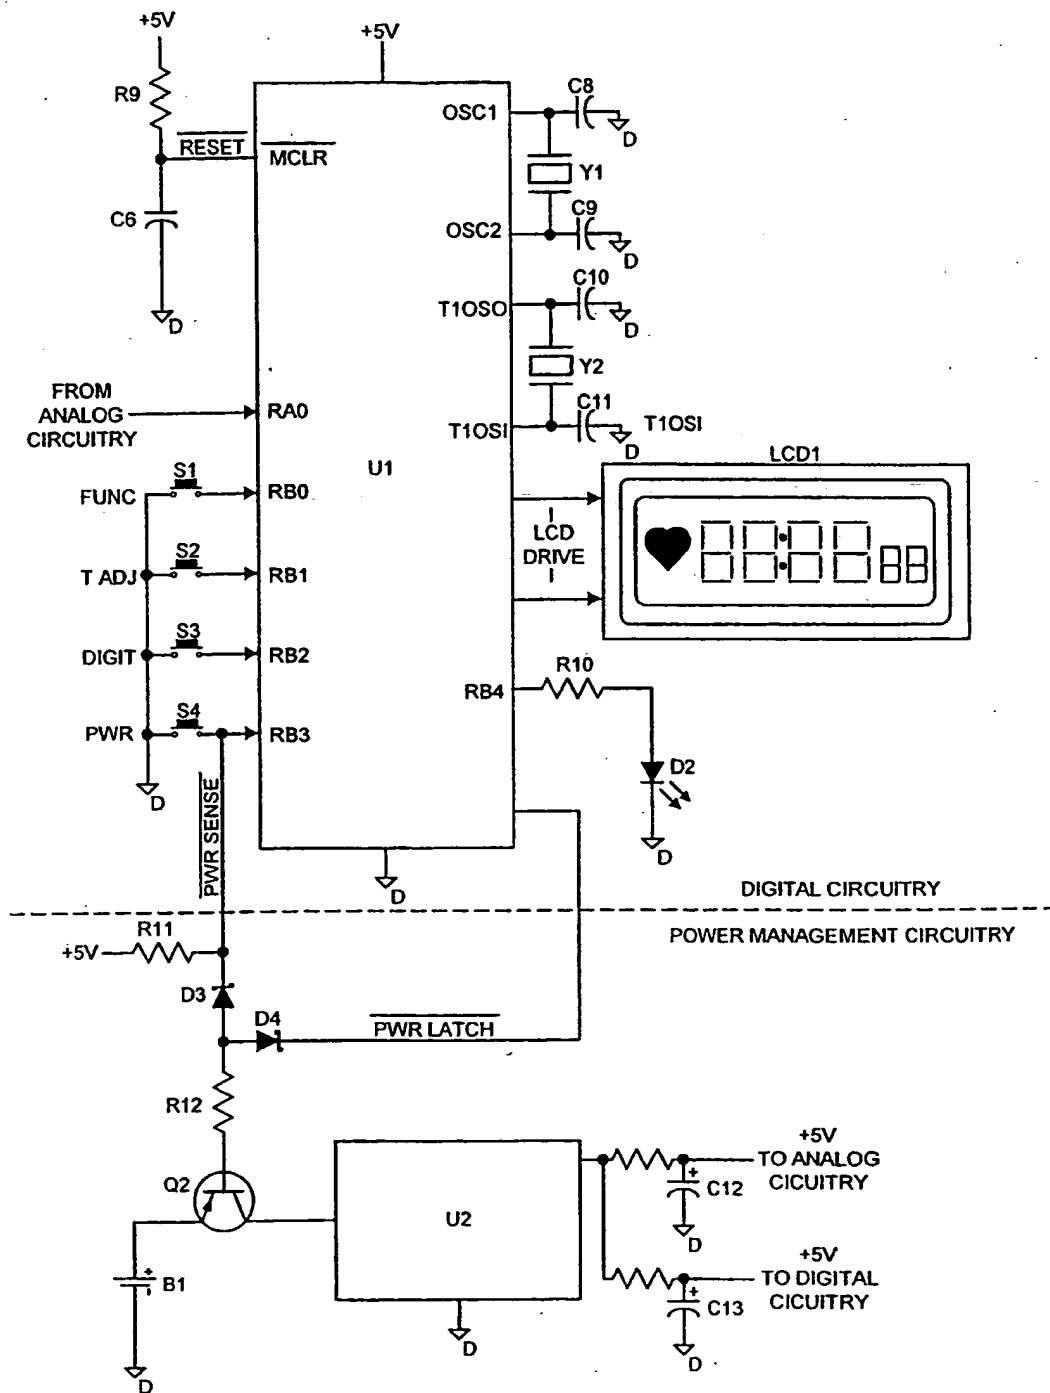 +5V
+5V
R9
RESET
MCLR
C6
D
OSC1
C8
D
Y1
OSC2
C9
D
T1OSO
C10
D
Y2
T1OSI
C11
D
T1OSI
FROM
ANALOG
CIRCUITRY
RA0
U1
LCD1
FUNC
S1
RB0
LCD
DRIVE
T ADJ
S2
RB1
DIGIT
S3
RB2
PWR
S4
RB3
D
RB4
R10
D2
D
PWR SENSE
D
DIGITAL CIRCUITRY
POWER MANAGEMENT CIRCUITRY
+5V
R11
D3
D4
PWR LATCH
R12
Q2
+
B1
D
U2
D
+
C12
D
+5V
TO ANALOG
CICUITRY
+
C13
D
+5V
TO DIGITAL
CICUITRY